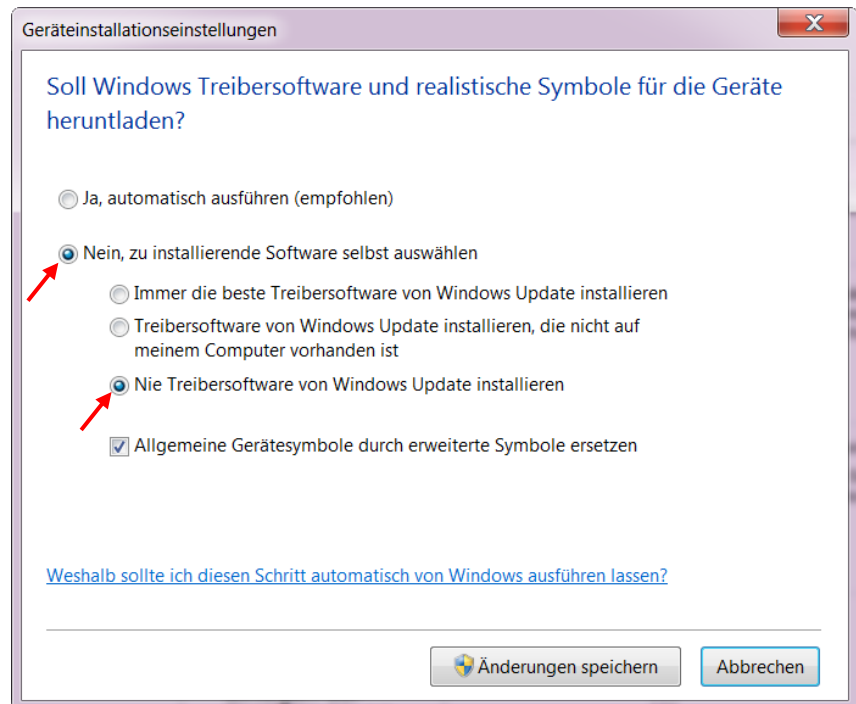 Geräteinstallationseinstellungen
Soll Windows Treibersoftware und realistische Symbole für die Geräte
heruntladen?
Ja, automatisch ausführen (empfohlen)
Nein, zu installierende Software selbst auswählen
Immer die beste Treibersoftware von Windows Update installieren
Treibersoftware von Windows Update installieren, die nicht auf
meinem Computer vorhanden ist
Nie Treibersoftware von Windows Update installieren
Allgemeine Gerätesymbole durch erweiterte Symbole ersetzen
Weshalb sollte ich diesen Schritt automatisch von Windows ausführen lassen?
Änderungen speichern Abbrechen